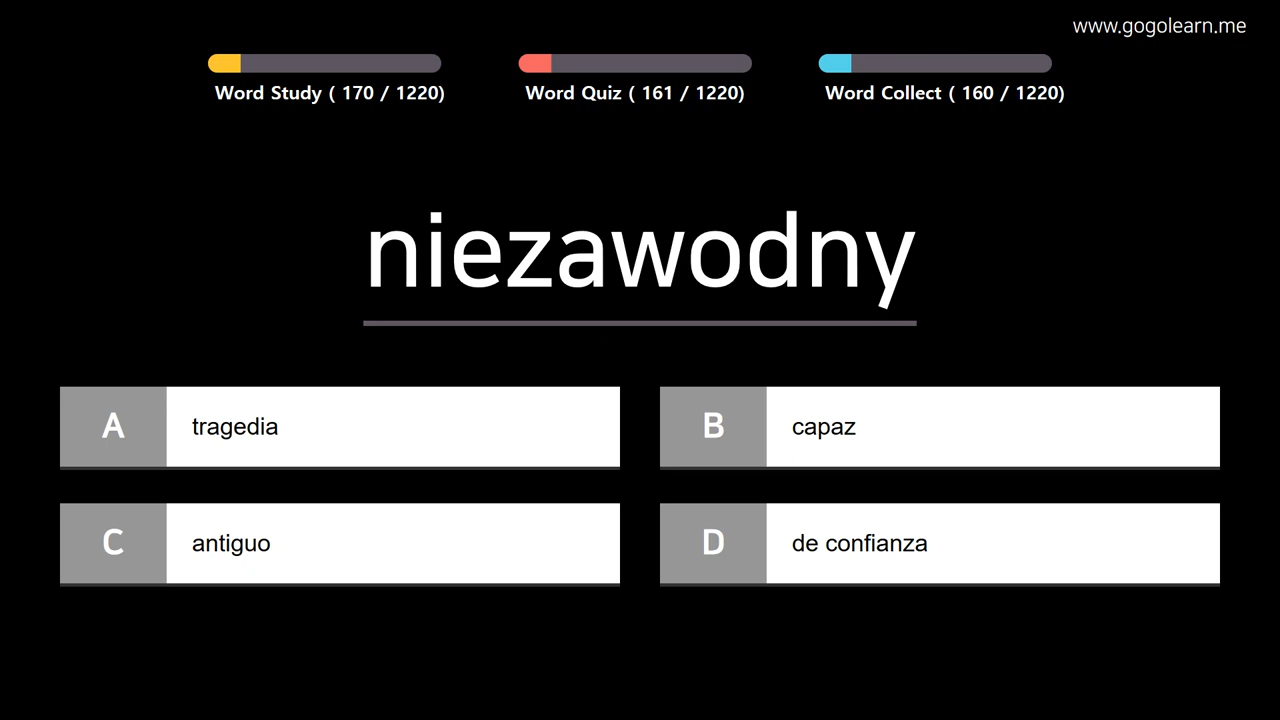 www.gogolearn.me
Word Study ( 170 / 1220)
Word Quiz ( 161 / 1220)
Word Collect ( 160 / 1220)
niezawodny
A tragedia
B capaz
C antiguo
D de confianza